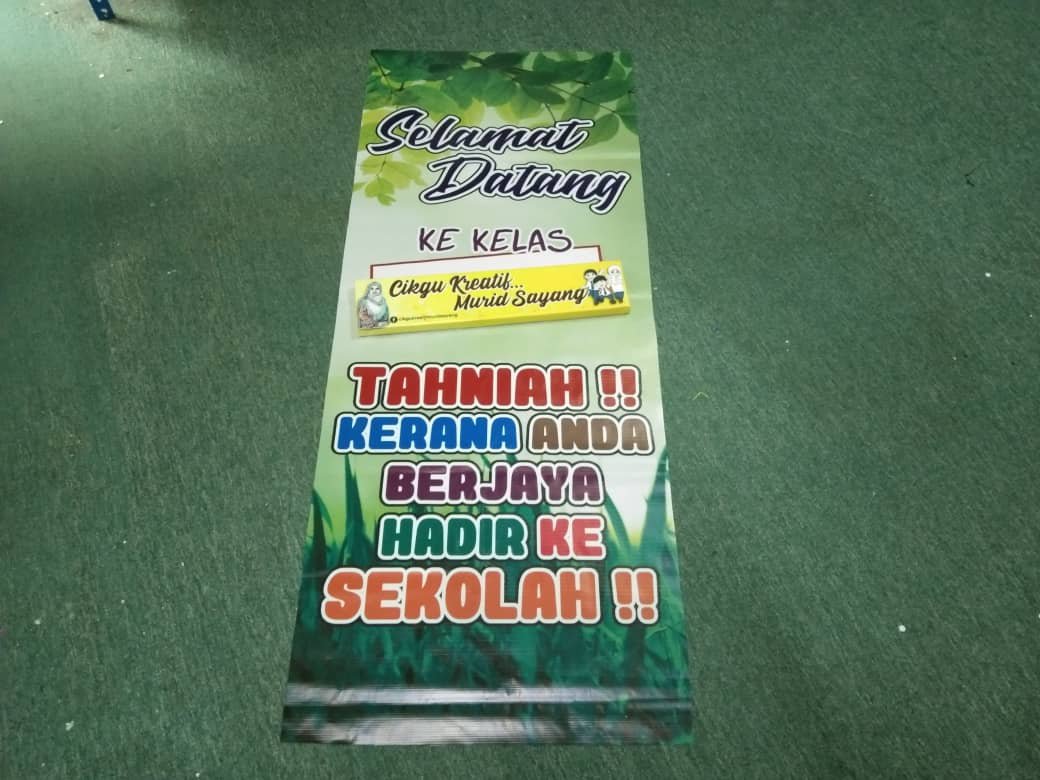 Selamat
Datang
KE KELAS
Cikgu Kreatif...
Murid Sayang
TAHNIAH !!
KERANA ANDA
BERJAYA
HADIR KE
SEKOLAH !!